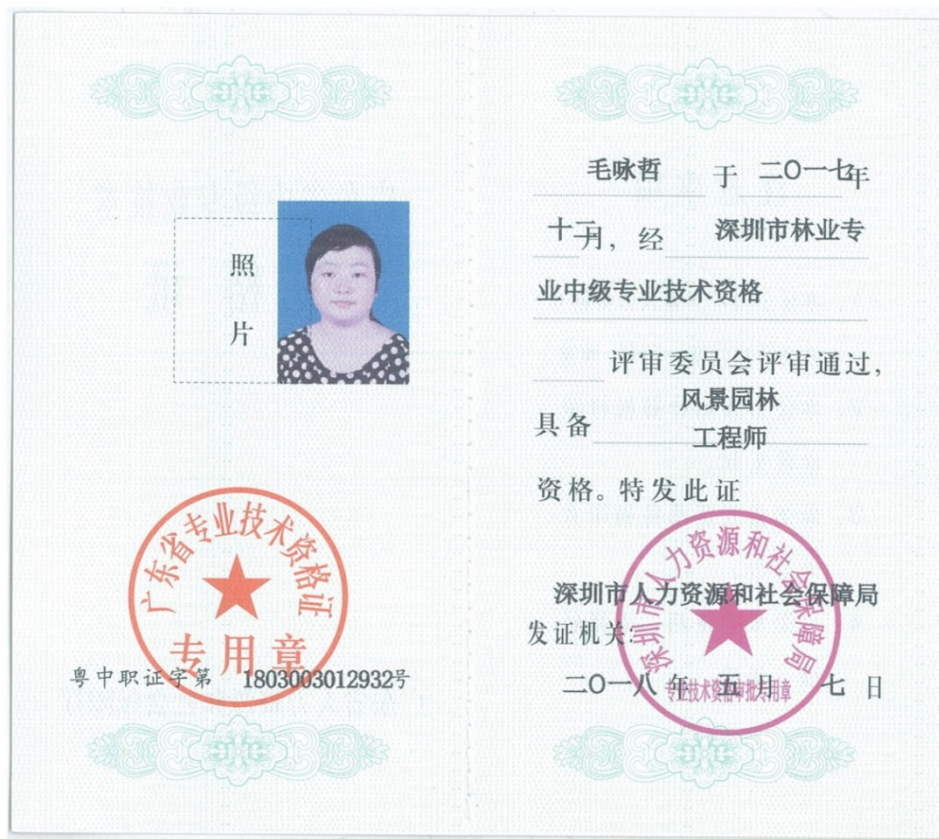 照
片
广东省专业技术资格证
专用章
粤中职证字第 1803003012932号
毛咏哲 于 二〇一七年
十二月，经 深圳市林业专
业中级专业技术资格
评审委员会评审通过，
具备 风景园林
工程师
资格。特发此证
深圳市人力资源和社会保障局
深圳市人力资源和社会保障局
发证机关：
二〇一八年 五月 七日
专业技术资格审批专用章